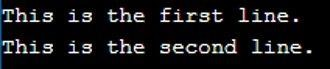 This is the first line.
This is the second line.